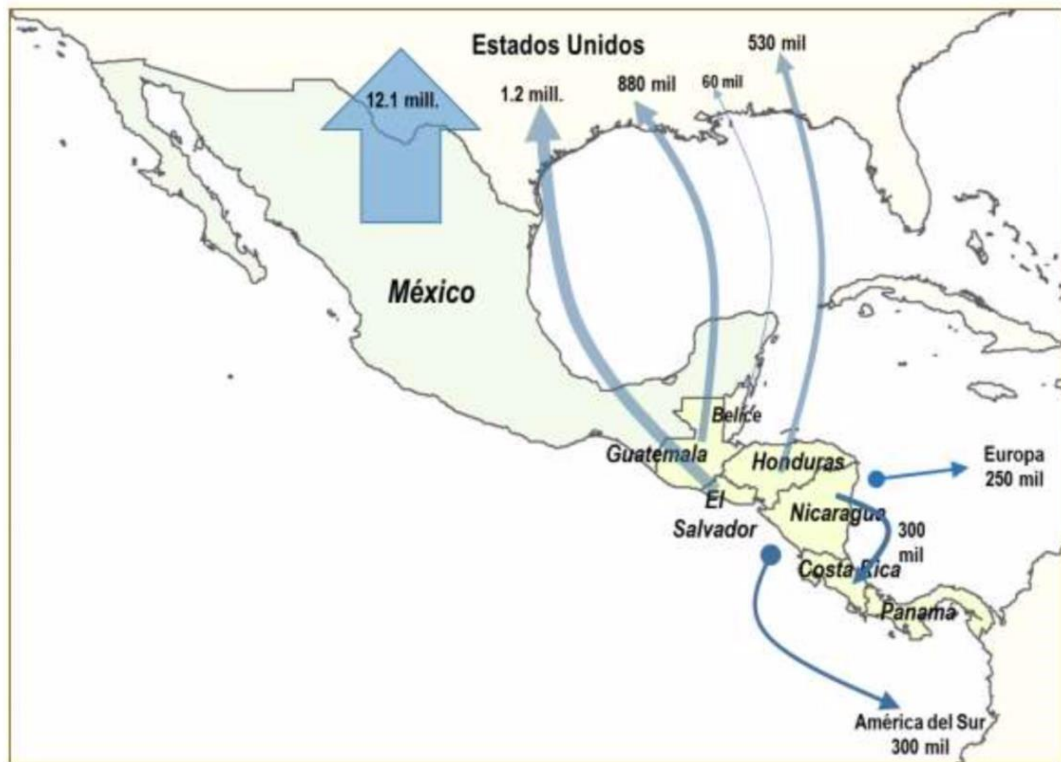 Estados Unidos
530 mil
12.1 mill.
1.2 mill.
880 mil
60 mil
México
Belice
Guatemala
Honduras
Europa
250 mil
El
Salvador
Nicaragua
300
mil
Costa Rica
Panamá
América del Sur
300 mil